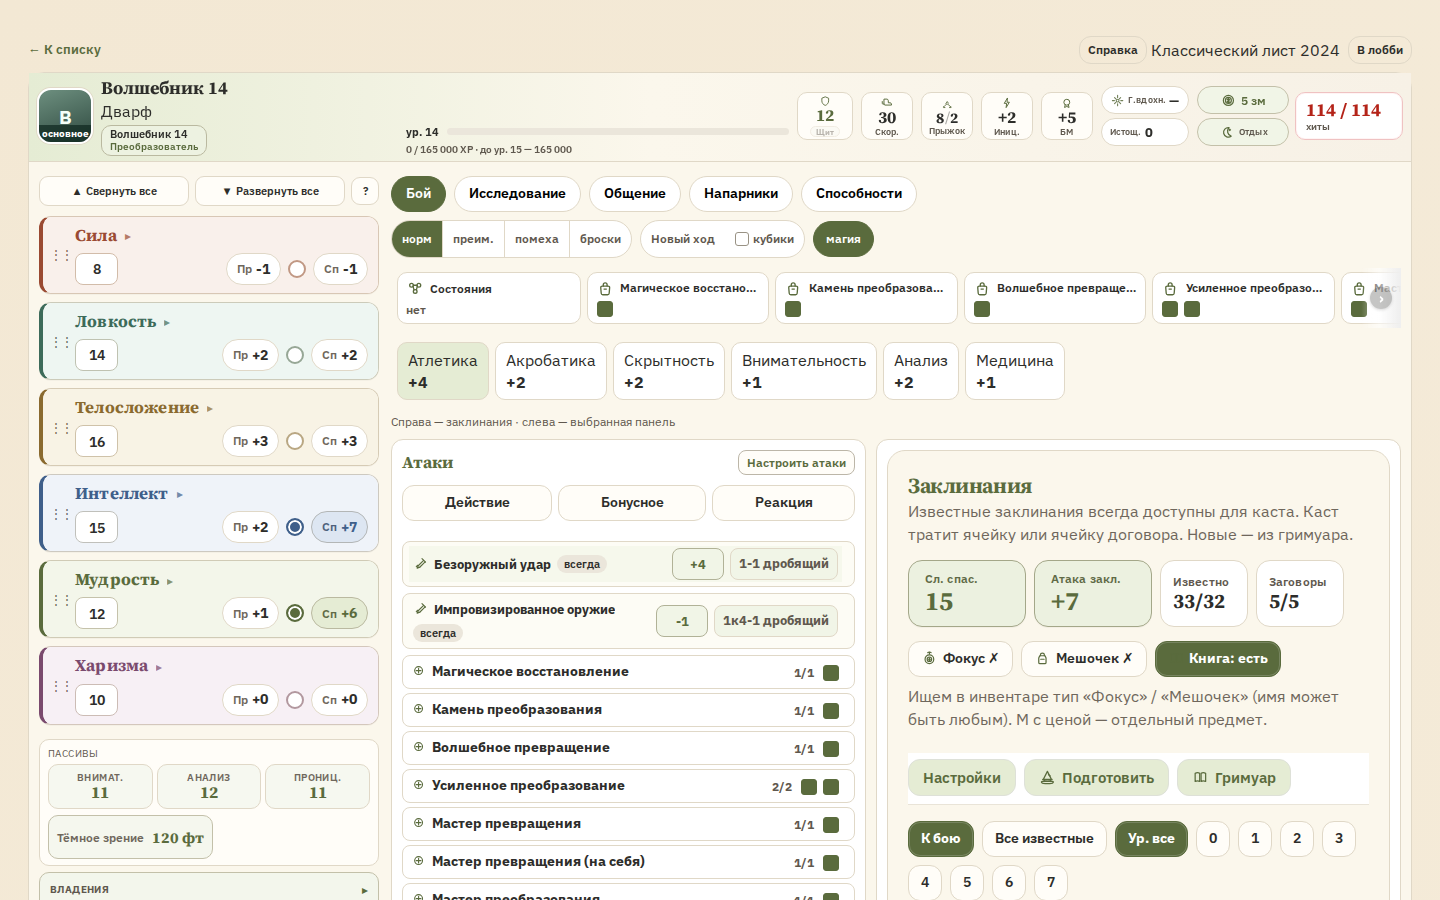 ← К списку
Справка Классический лист 2024 В лобби
В
основное
Волшебник 14
Дварф
Волшебник 14
Преобразователь
ур. 14
0 / 165 000 XP · до ур. 15 — 165 000
12
Щит
30
Скор.
8/2
Прыжок
+2
Иниц.
+5
БМ
Г.вдохн. —
Истощ. 0
5 зм
Отдых
114 / 114
хиты
▲ Свернуть все
▼ Развернуть все
?
Сила ▸
8
Пр -1
Сп -1
Ловкость ▸
14
Пр +2
Сп +2
Телосложение ▸
16
Пр +3
Сп +3
Интеллект ▸
15
Пр +2
Сп +7
Мудрость ▸
12
Пр +1
Сп +6
Харизма ▸
10
Пр +0
Сп +0
ПАССИВЫ
ВНИМАТ.
11
АНАЛИЗ
12
ПРОНИЦ.
11
Тёмное зрение 120 фт
ВЛАДЕНИЯ ▸
Бой
Исследование
Общение
Напарники
Способности
норм
преим.
помеха
броски
Новый ход
кубики
магия
Состояния
нет
Магическое восстано...
Камень преобразова...
Волшебное превраще...
Усиленное преобразо...
Маст
›
Атлетика
+4
Акробатика
+2
Скрытность
+2
Внимательность
+1
Анализ
+2
Медицина
+1
Справа — заклинания · слева — выбранная панель
Атаки
Настроить атаки
Действие
Бонусное
Реакция
Безоружный удар всегда +4 1-1 дробящий
Импровизированное оружие
всегда
-1 1к4-1 дробящий
Магическое восстановление 1/1
Камень преобразования 1/1
Волшебное превращение 1/1
Усиленное преобразование 2/2
Мастер превращения 1/1
Мастер превращения (на себя) 1/1
Мастер преобразования 1/1
Заклинания
Известные заклинания всегда доступны для каста. Каст
тратит ячейку или ячейку договора. Новые — из гримуара.
Сл. спас.
15
Атака закл.
+7
Известно
33/32
Заговоры
5/5
Фокус ✗
Мешочек ✗
Книга: есть
Ищем в инвентаре тип «Фокус» / «Мешочек» (имя может
быть любым). М с ценой — отдельный предмет.
Настройки
Подготовить
Гримуар
К бою
Все известные
Ур. все
0
1
2
3
4
5
6
7